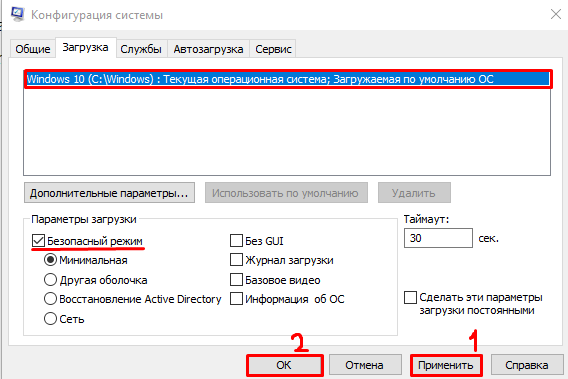 Конфигурация системы
Общие Загрузка Службы Автозагрузка Сервис
Windows 10 (C:\Windows) : Текущая операционная система; Загружаемая по умолчанию ОС
Дополнительные параметры... Использовать по умолчанию Удалить
Параметры загрузки Таймаут:
Безопасный режим Без GUI 30 сек.
Минимальная Журнал загрузки
Другая оболочка Базовое видео
Восстановление Active Directory Информация об ОС Сделать эти параметры
загрузки постоянными
Сеть
2 1
ОК Отмена Применить Справка